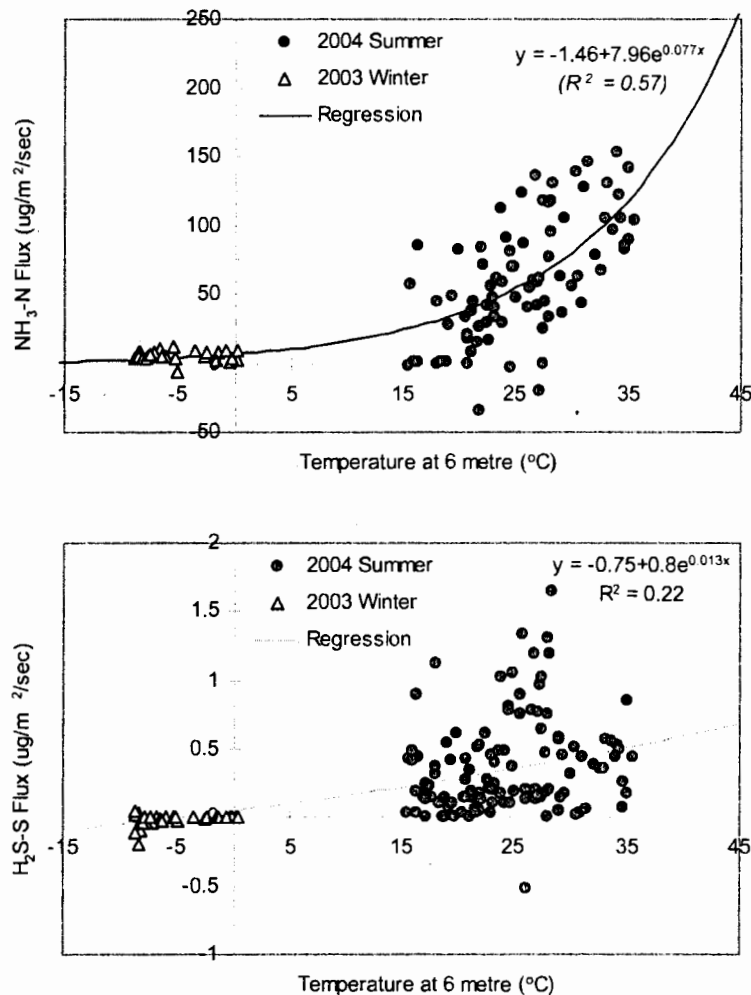 250
200
150
100
50
0
50
-15
-5
5
15
25
35
45
NH₃-N Flux (ug/m²/sec)
Temperature at 6 metre (°C)
2004 Summer
2003 Winter
Regression
y = -1.46+7.96e^0.077x
(R² = 0.57)
2
1.5
1
0.5
0
-0.5
-1
-15
-5
5
15
25
35
45
H₂S-S Flux (ug/m²/sec)
Temperature at 6 metre (°C)
2004 Summer
2003 Winter
Regression
y = -0.75+0.8e^0.013x
R² = 0.22